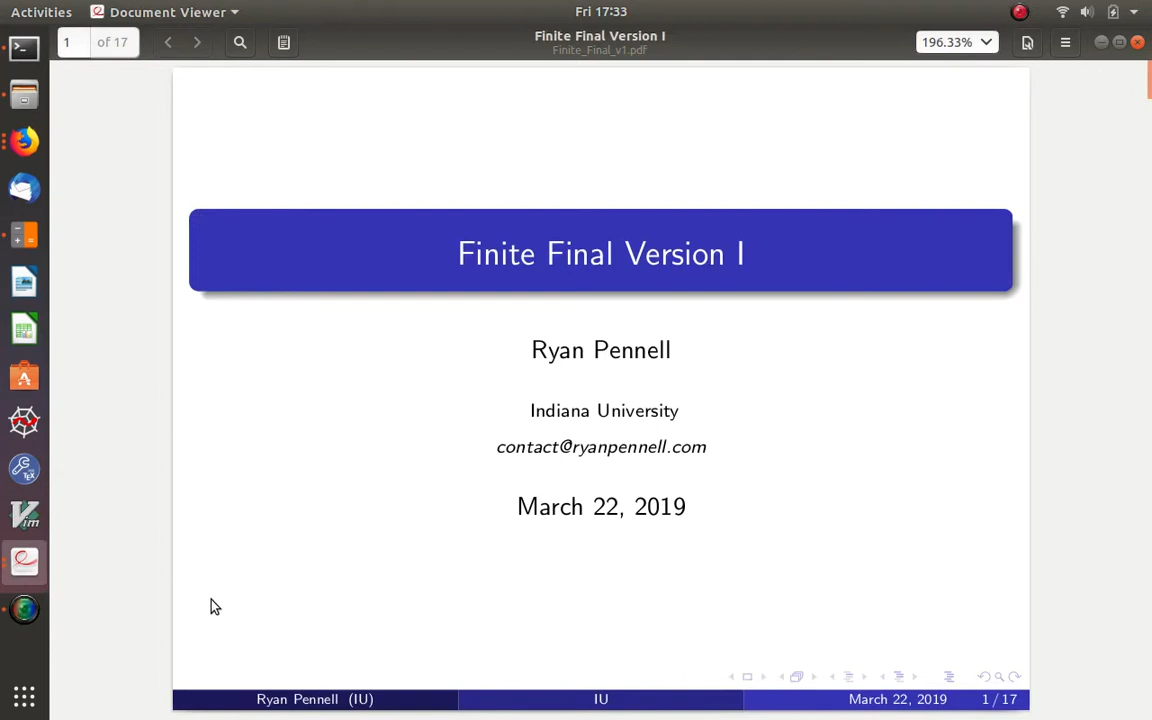 Activities Document Viewer Fri 17:33
1 of 17 Finite Final Version I 196.33%
Finite_Final_v1.pdf
Finite Final Version I
Ryan Pennell
Indiana University
contact@ryanpennell.com
March 22, 2019
Ryan Pennell (IU) IU March 22, 2019 1 / 17